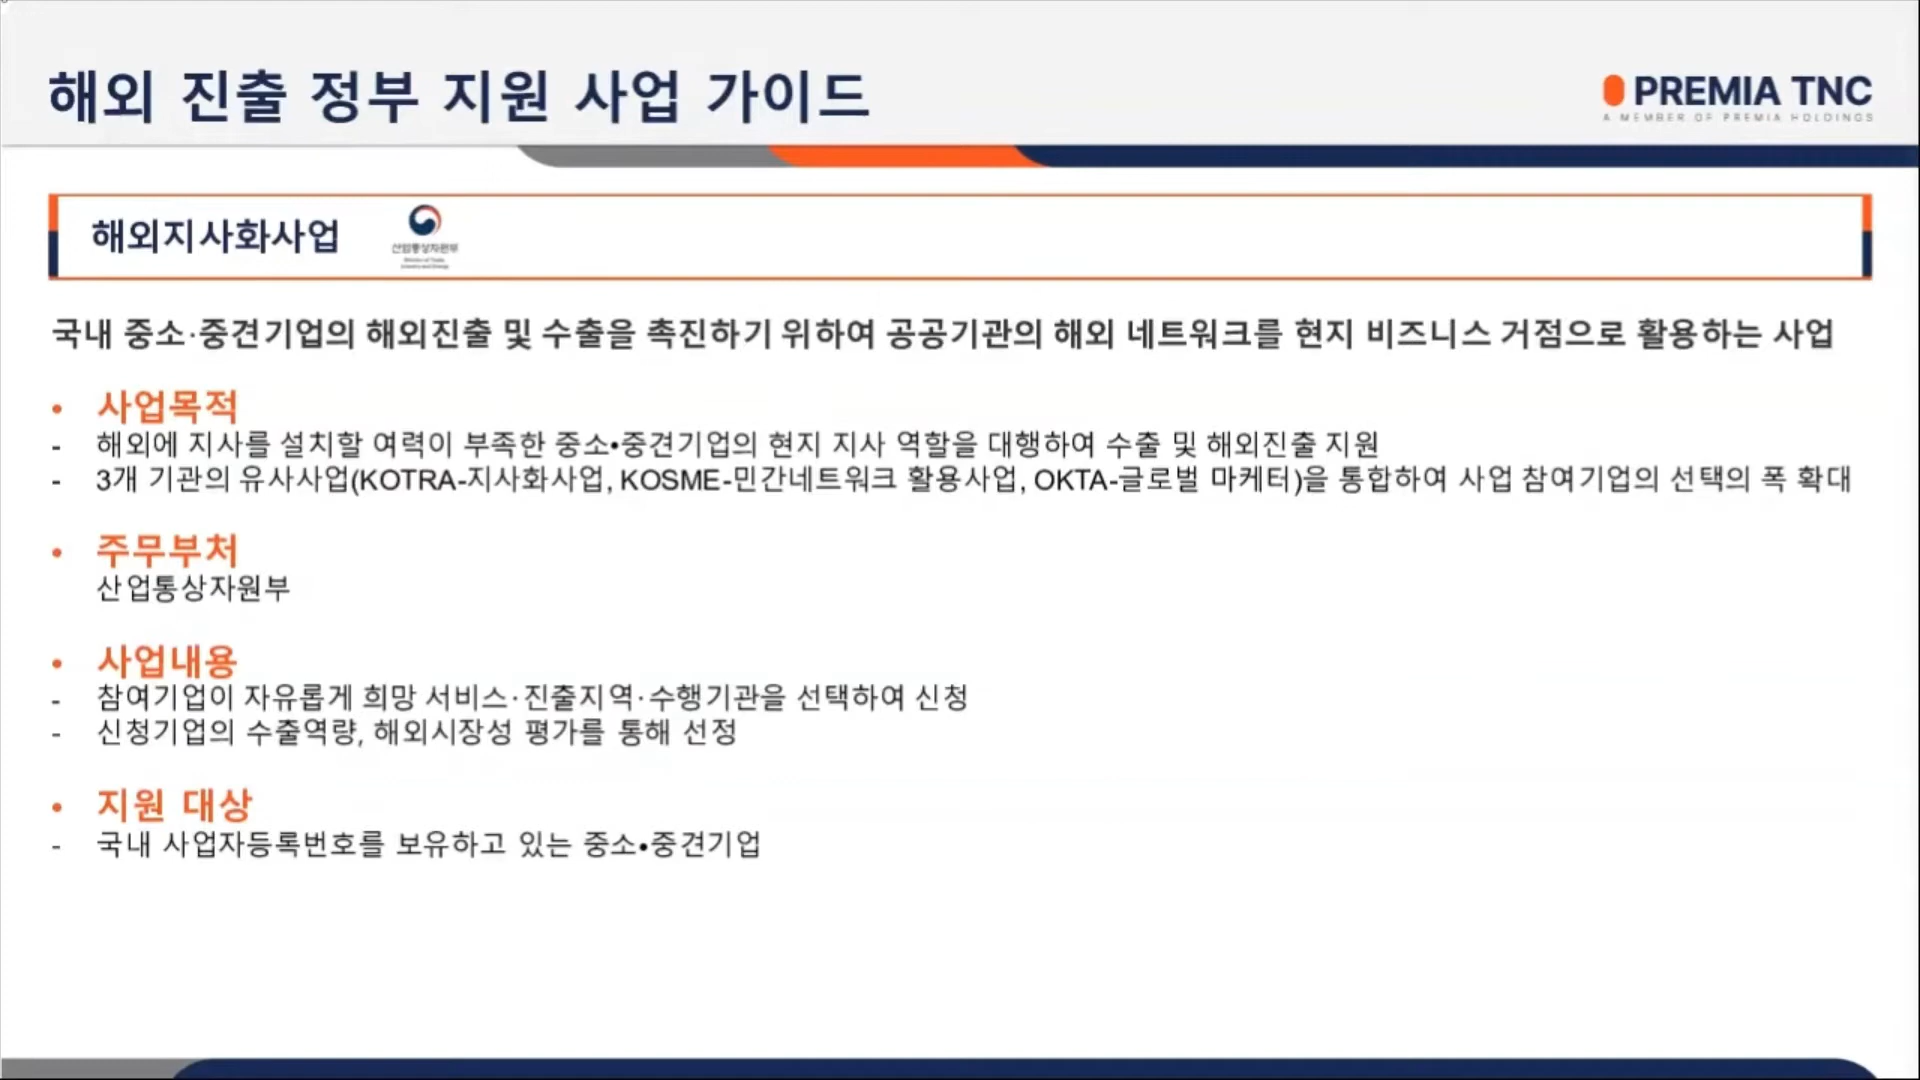 해외 진출 정부 지원 사업 가이드
PREMIA TNC
A MEMBER OF PREMIA HOLDINGS
해외지사화사업
산업통상자원부
Ministry of Trade,
Industry and Energy
국내 중소·중견기업의 해외진출 및 수출을 촉진하기 위하여 공공기관의 해외 네트워크를 현지 비즈니스 거점으로 활용하는 사업
• 사업목적
- 해외에 지사를 설치할 여력이 부족한 중소•중견기업의 현지 지사 역할을 대행하여 수출 및 해외진출 지원
- 3개 기관의 유사사업(KOTRA-지사화사업, KOSME-민간네트워크 활용사업, OKTA-글로벌 마케터)을 통합하여 사업 참여기업의 선택의 폭 확대
• 주무부처
산업통상자원부
• 사업내용
- 참여기업이 자유롭게 희망 서비스·진출지역·수행기관을 선택하여 신청
- 신청기업의 수출역량, 해외시장성 평가를 통해 선정
• 지원 대상
- 국내 사업자등록번호를 보유하고 있는 중소•중견기업